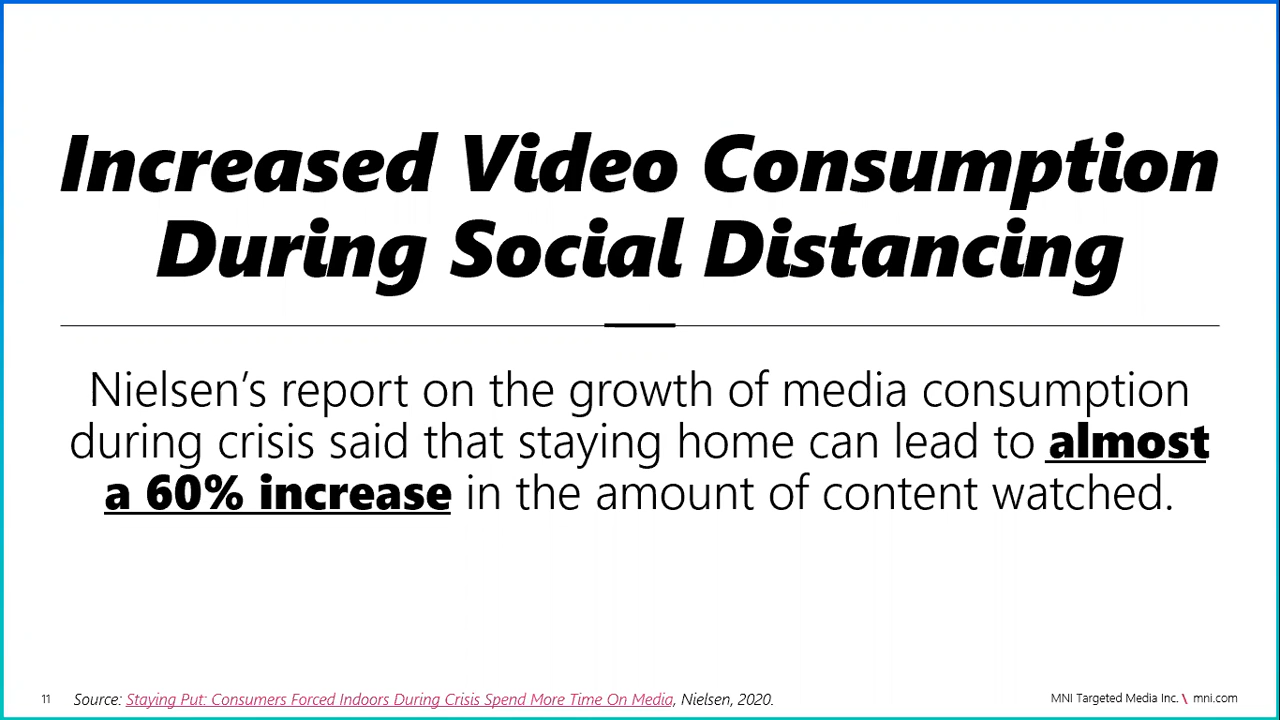 Increased Video Consumption
During Social Distancing
Nielsen’s report on the growth of media consumption
during crisis said that staying home can lead to almost
a 60% increase in the amount of content watched.
11 Source: Staying Put: Consumers Forced Indoors During Crisis Spend More Time On Media, Nielsen, 2020. MNI Targeted Media Inc. \ mni.com